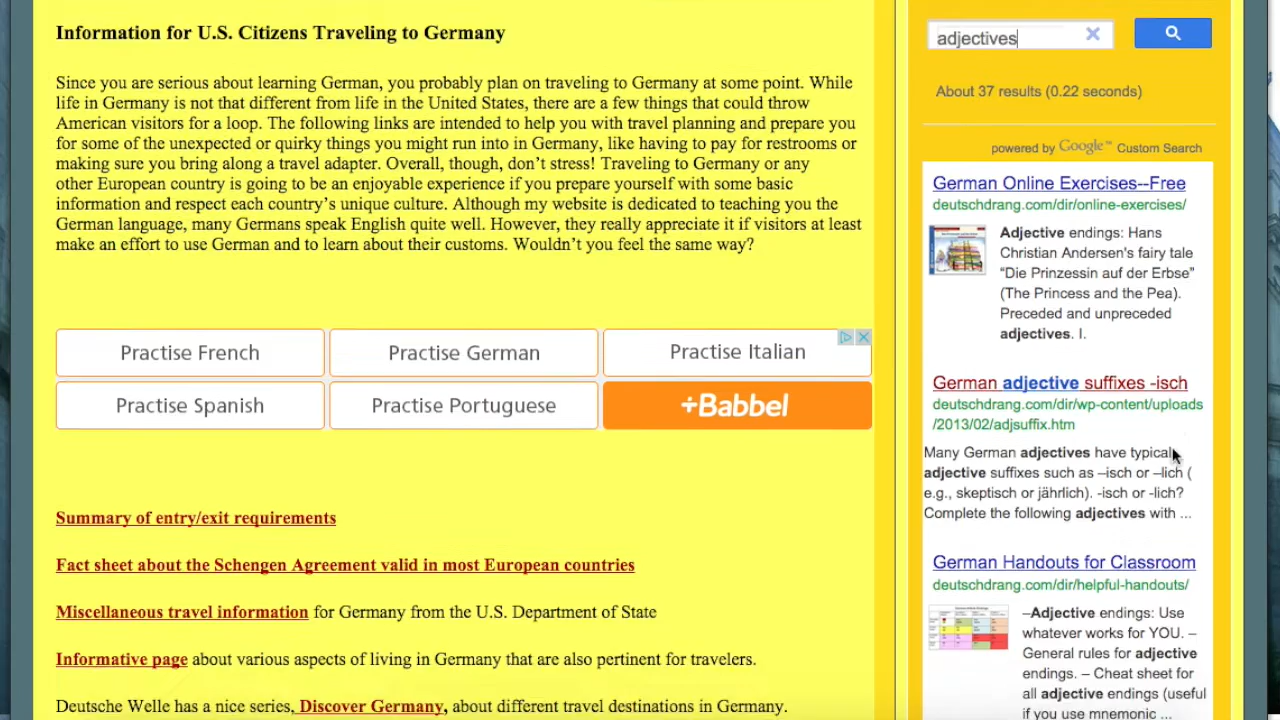 Information for U.S. Citizens Traveling to Germany
Since you are serious about learning German, you probably plan on traveling to Germany at some point. While
life in Germany is not that different from life in the United States, there are a few things that could throw
American visitors for a loop. The following links are intended to help you with travel planning and prepare you
for some of the unexpected or quirky things you might run into in Germany, like having to pay for restrooms or
making sure you bring along a travel adapter. Overall, though, don't stress! Traveling to Germany or any
other European country is going to be an enjoyable experience if you prepare yourself with some basic
information and respect each country's unique culture. Although my website is dedicated to teaching you the
German language, many Germans speak English quite well. However, they really appreciate it if visitors at least
make an effort to use German and to learn about their customs. Wouldn't you feel the same way?
Practise French
Practise German
Practise Italian
Practise Spanish
Practise Portuguese
+Babbel
Summary of entry/exit requirements
Fact sheet about the Schengen Agreement valid in most European countries
Miscellaneous travel information for Germany from the U.S. Department of State
Informative page about various aspects of living in Germany that are also pertinent for travelers.
Deutsche Welle has a nice series, Discover Germany, about different travel destinations in Germany.
adjectives
About 37 results (0.22 seconds)
powered by Google™ Custom Search
German Online Exercises--Free
deutschdrang.com/dir/online-exercises/
Adjective endings: Hans
Christian Andersen's fairy tale
“Die Prinzessin auf der Erbse”
(The Princess and the Pea).
Preceded and unpreceded
adjectives. I.
German adjective suffixes -isch
deutschdrang.com/dir/wp-content/uploads
/2013/02/adjsuffix.htm
Many German adjectives have typical
adjective suffixes such as –isch or –lich (
e.g., skeptisch or jährlich). -isch or -lich?
Complete the following adjectives with ...
German Handouts for Classroom
deutschdrang.com/dir/helpful-handouts/
–Adjective endings: Use
whatever works for YOU. –
General rules for adjective
endings. – Cheat sheet for
all adjective endings (useful
if you use mnemonic ...